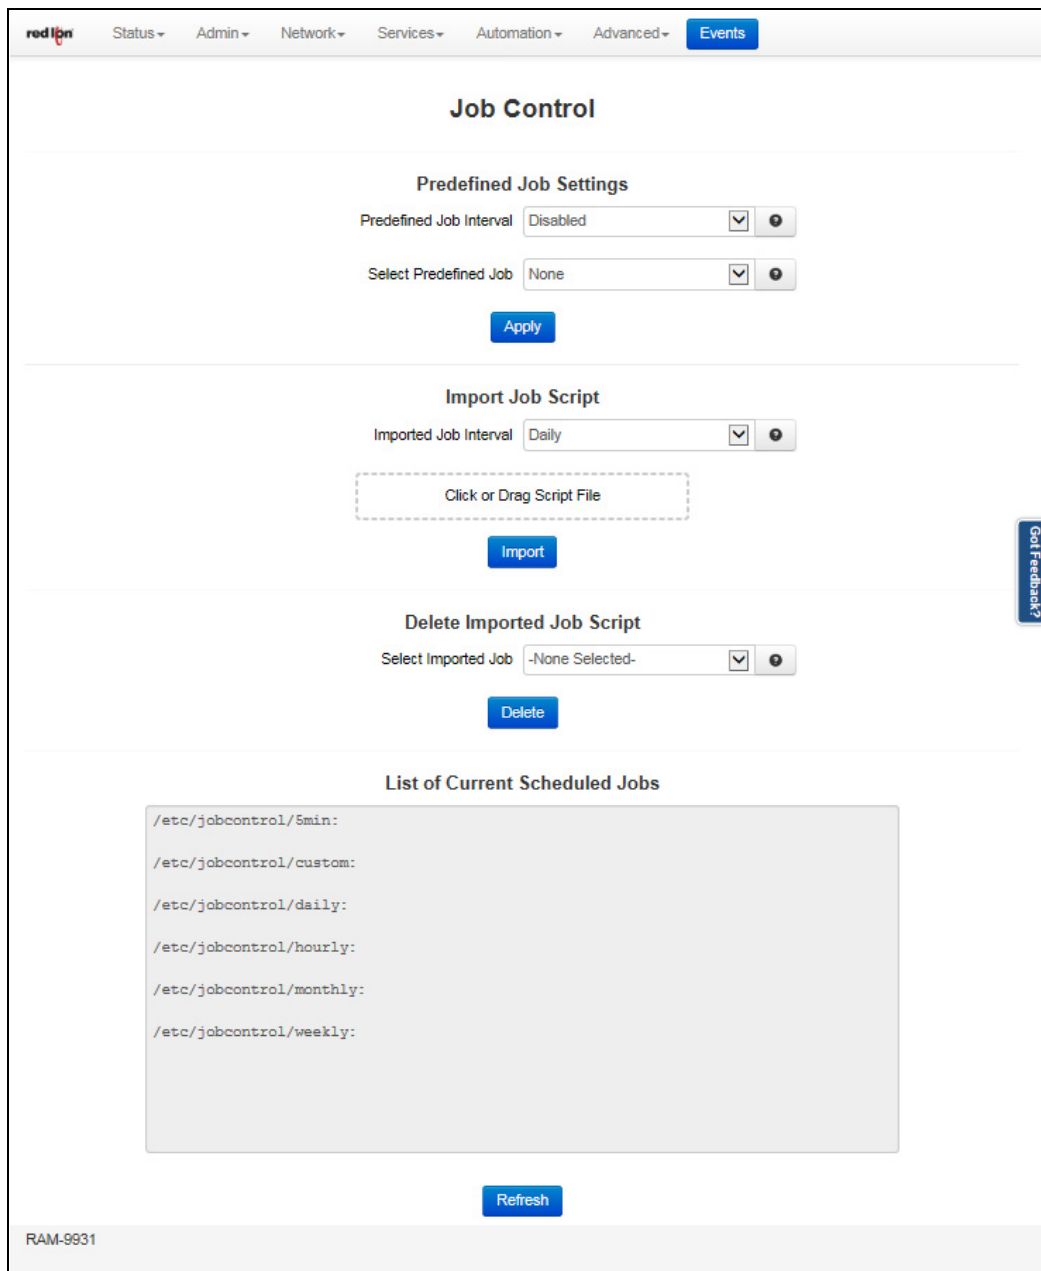 red lion Status Admin Network Services Automation Advanced Events
Job Control
Predefined Job Settings
Predefined Job Interval Disabled
Select Predefined Job None
Apply
Import Job Script
Imported Job Interval Daily
Click or Drag Script File
Import
Got Feedback?
Delete Imported Job Script
Select Imported Job -None Selected-
Delete
List of Current Scheduled Jobs
/etc/jobcontrol/5min:
/etc/jobcontrol/custom:
/etc/jobcontrol/daily:
/etc/jobcontrol/hourly:
/etc/jobcontrol/monthly:
/etc/jobcontrol/weekly:
Refresh
RAM-9931